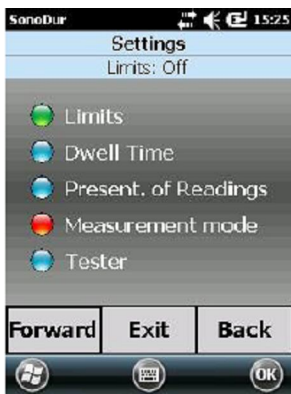 SonoDur 15:25
Settings
Limits: Off
Limits
Dwell Time
Present. of Readings
Measurement mode
Tester
Forward Exit Back
OK